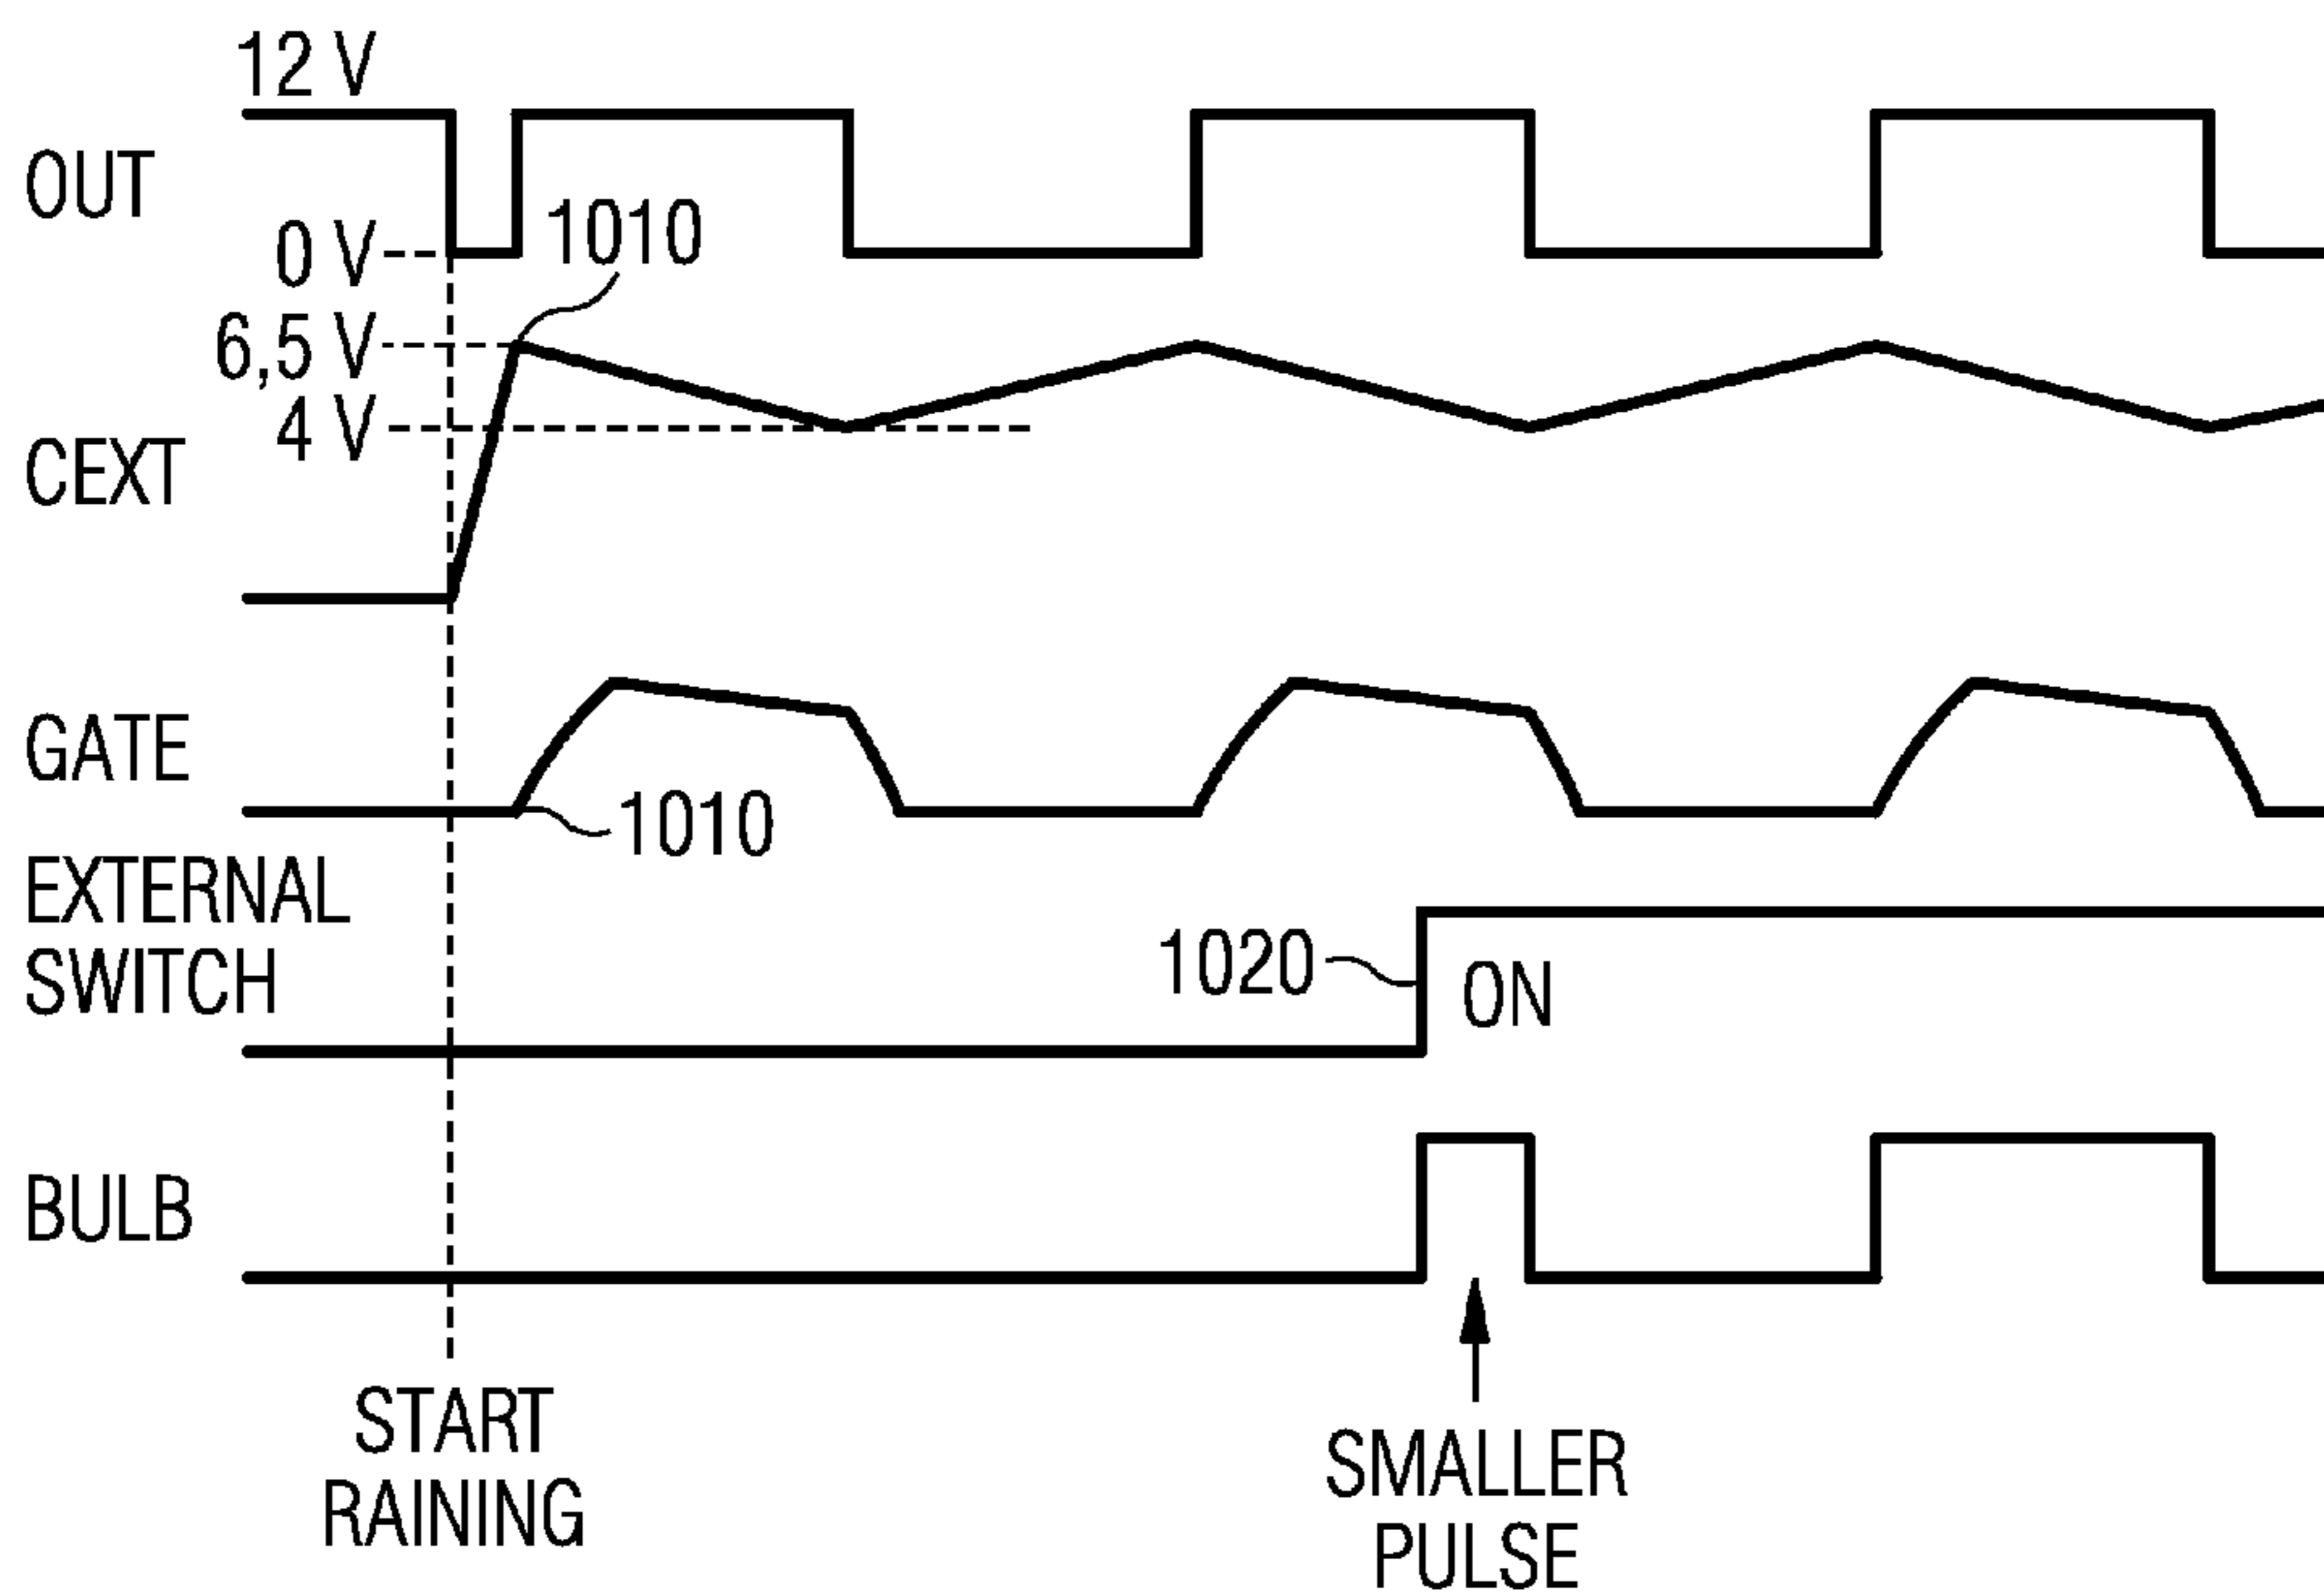 12 V
OUT
1010
0 V
6,5 V
4 V
CEXT
GATE
1010
EXTERNAL
SWITCH
1020
ON
BULB
START
RAINING
SMALLER
PULSE